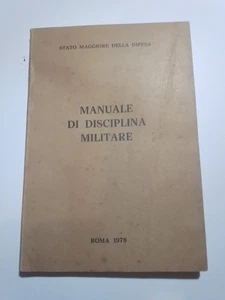 STATO MAGGIORE DELLA DIFESA
MANUALE
DI DISCIPLINA
MILITARE
ROMA 1978